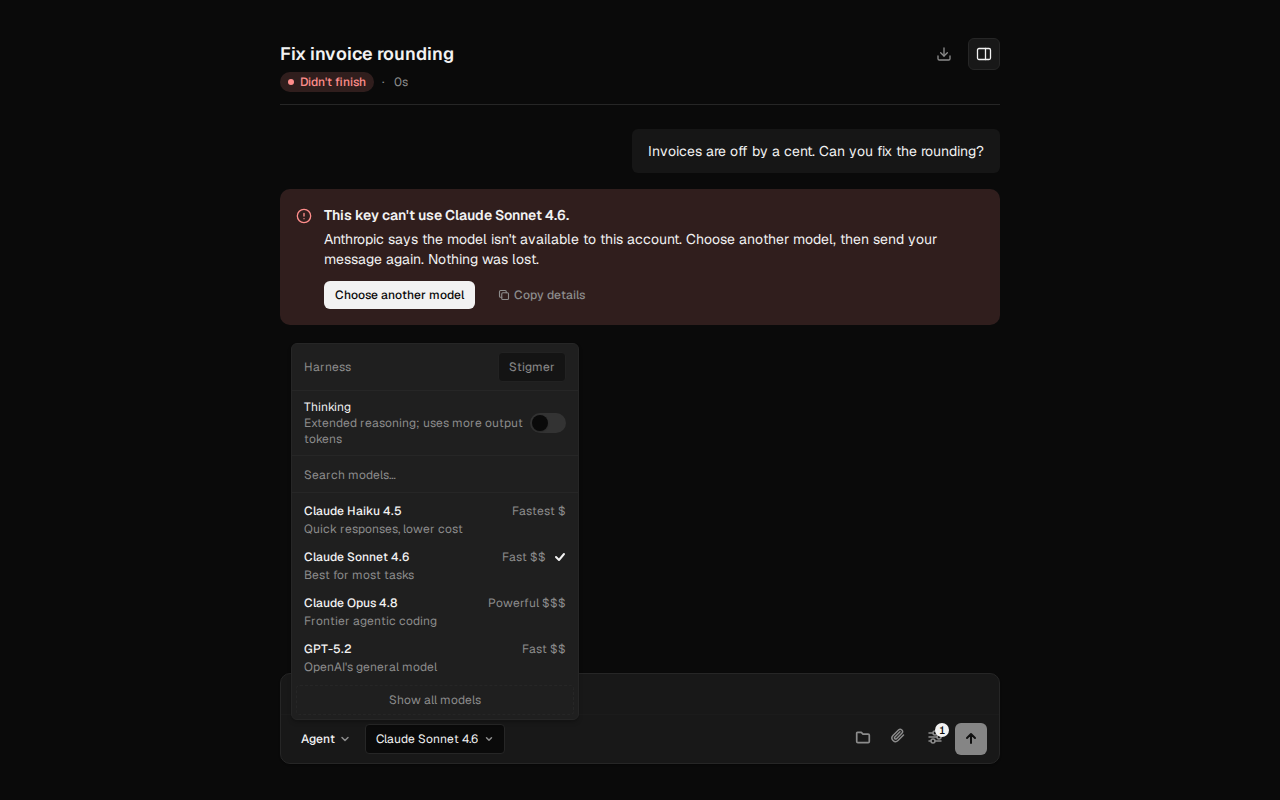 Fix invoice rounding
Didn't finish · 0s
Invoices are off by a cent. Can you fix the rounding?
This key can't use Claude Sonnet 4.6.
Anthropic says the model isn't available to this account. Choose another model, then send your
message again. Nothing was lost.
Choose another model Copy details
Harness Stigmer
Thinking
Extended reasoning; uses more output
tokens
Search models…
Claude Haiku 4.5 Fastest $
Quick responses, lower cost
Claude Sonnet 4.6 Fast $$
Best for most tasks
Claude Opus 4.8 Powerful $$$
Frontier agentic coding
GPT-5.2 Fast $$
OpenAI's general model
Show all models
Agent Claude Sonnet 4.6 1